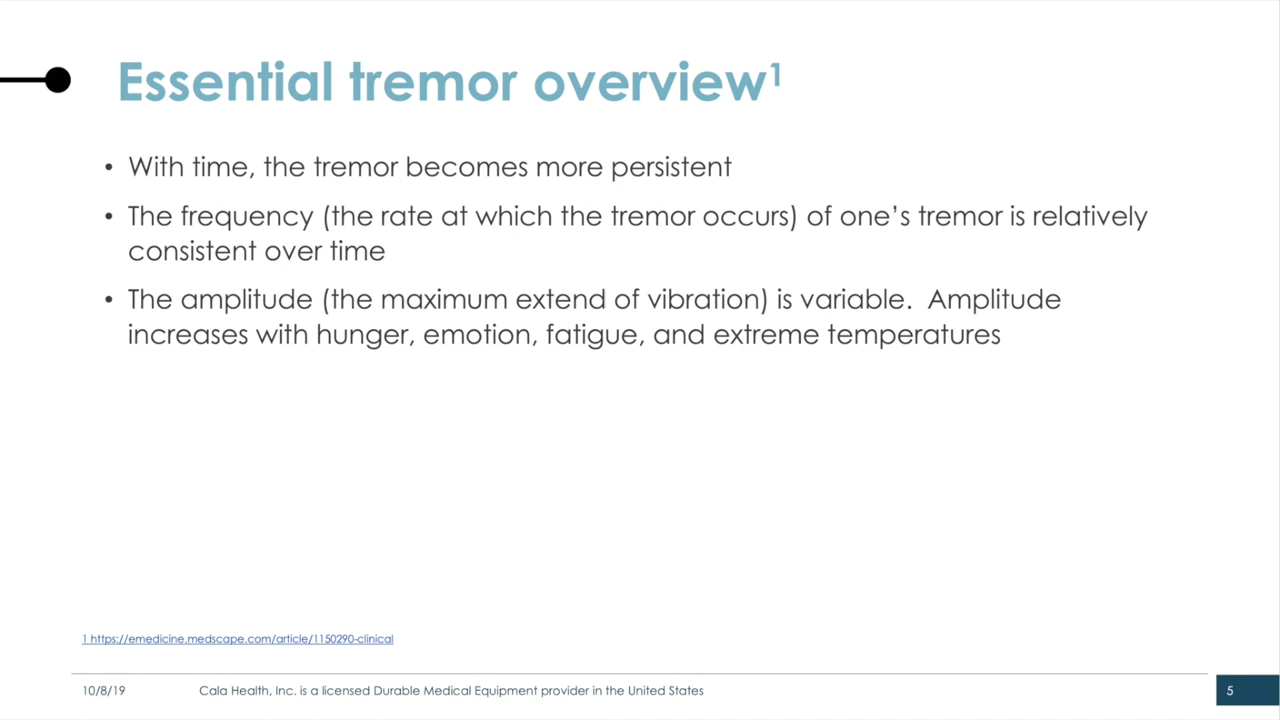 Essential tremor overview¹
• With time, the tremor becomes more persistent
• The frequency (the rate at which the tremor occurs) of one’s tremor is relatively
consistent over time
• The amplitude (the maximum extend of vibration) is variable.  Amplitude
increases with hunger, emotion, fatigue, and extreme temperatures
1 https://emedicine.medscape.com/article/1150290-clinical
10/8/19 Cala Health, Inc. is a licensed Durable Medical Equipment provider in the United States 5